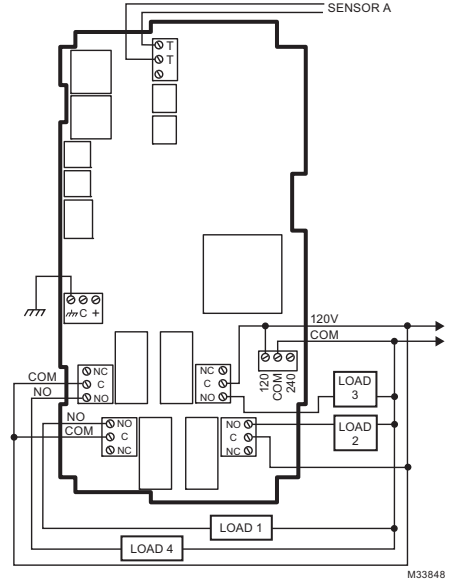 SENSOR A
T
T
C +
120V
COM
NC
C
NO
NC
C
NO
120
COM
240
COM
NO
LOAD
3
NO
COM
NO
C
NC
NO
C
NC
LOAD
2
LOAD 1
LOAD 4
M33848